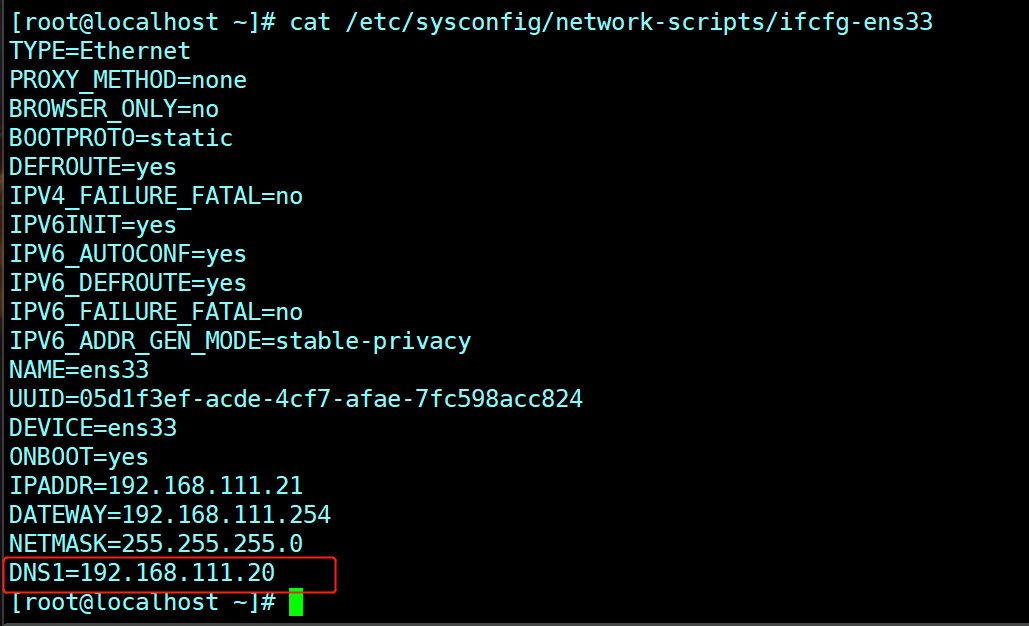 [root@localhost ~]# cat /etc/sysconfig/network-scripts/ifcfg-ens33
TYPE=Ethernet
PROXY_METHOD=none
BROWSER_ONLY=no
BOOTPROTO=static
DEFROUTE=yes
IPV4_FAILURE_FATAL=no
IPV6INIT=yes
IPV6_AUTOCONF=yes
IPV6_DEFROUTE=yes
IPV6_FAILURE_FATAL=no
IPV6_ADDR_GEN_MODE=stable-privacy
NAME=ens33
UUID=05d1f3ef-acde-4cf7-afae-7fc598acc824
DEVICE=ens33
ONBOOT=yes
IPADDR=192.168.111.21
DATEWAY=192.168.111.254
NETMASK=255.255.255.0
DNS1=192.168.111.20
[root@localhost ~]#